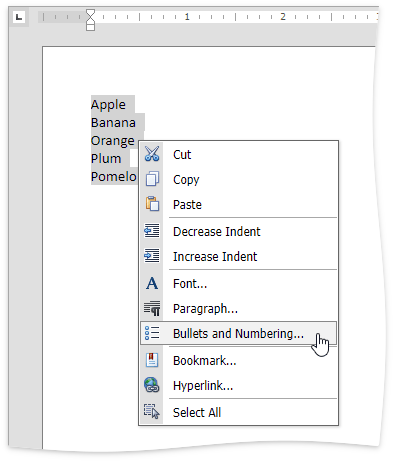 L 1 2 3
Apple
Banana
Orange
Plum
Pomelo
Cut
Copy
Paste
Decrease Indent
Increase Indent
Font...
Paragraph...
Bullets and Numbering...
Bookmark...
Hyperlink...
Select All